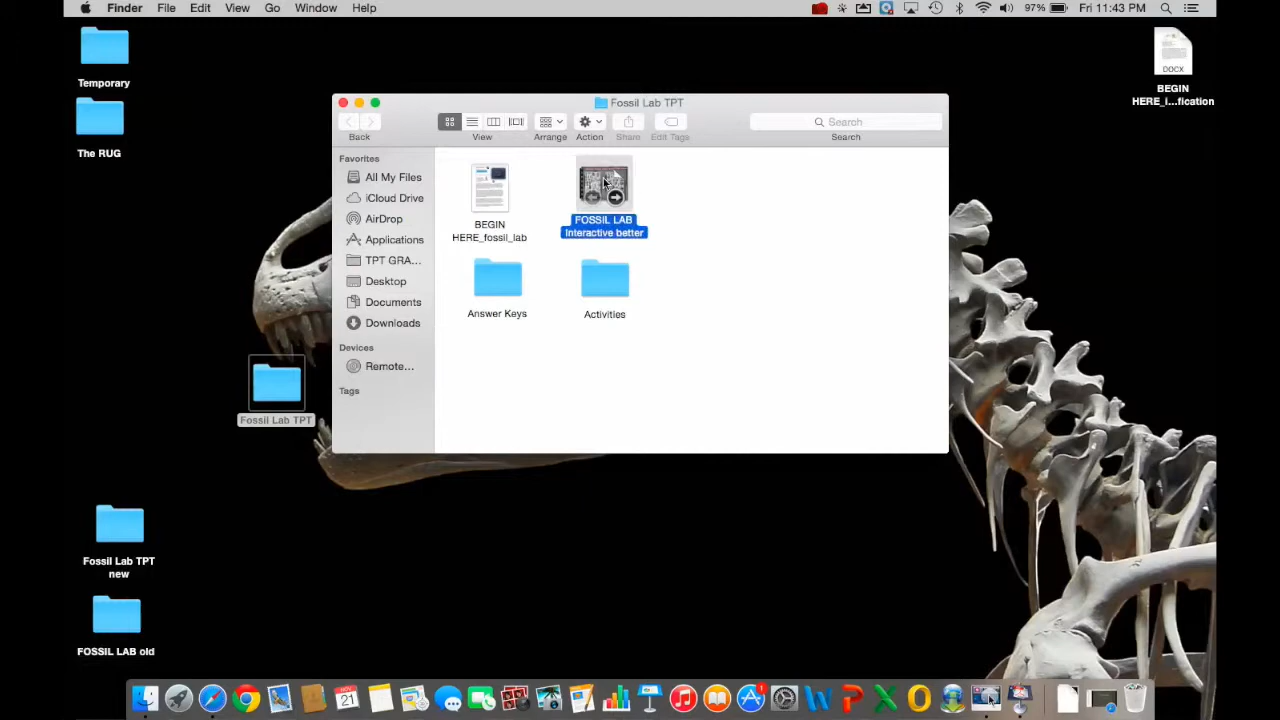 Finder File Edit View Go Window Help
97% Fri 11:43 PM
Temporary
The RUG
DOCX
BEGIN
HERE_i...fication
Fossil Lab TPT
Back
View
Arrange
Action
Share
Edit Tags
Search
Search
Favorites
All My Files
iCloud Drive
AirDrop
Applications
TPT GRA...
Desktop
Documents
Downloads
Devices
Remote...
Tags
BEGIN
HERE_fossil_lab
FOSSIL LAB
Interactive better
Answer Keys
Activities
Fossil Lab TPT
Fossil Lab TPT
new
FOSSIL LAB old
21
1